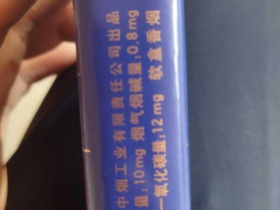 中烟工业有限责任公司出品
量:10mg 烟气烟碱量:0.8mg
一氧化碳量:12mg 软盒香烟